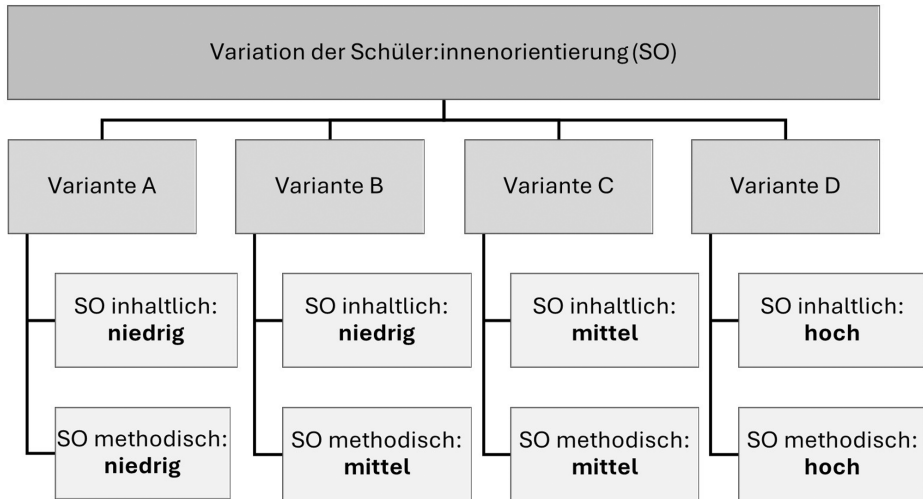 Variation der Schüler:innenorientierung (SO)
Variante A
Variante B
Variante C
Variante D
SO inhaltlich:
niedrig
SO inhaltlich:
niedrig
SO inhaltlich:
mittel
SO inhaltlich:
hoch
SO methodisch:
niedrig
SO methodisch:
mittel
SO methodisch:
mittel
SO methodisch:
hoch